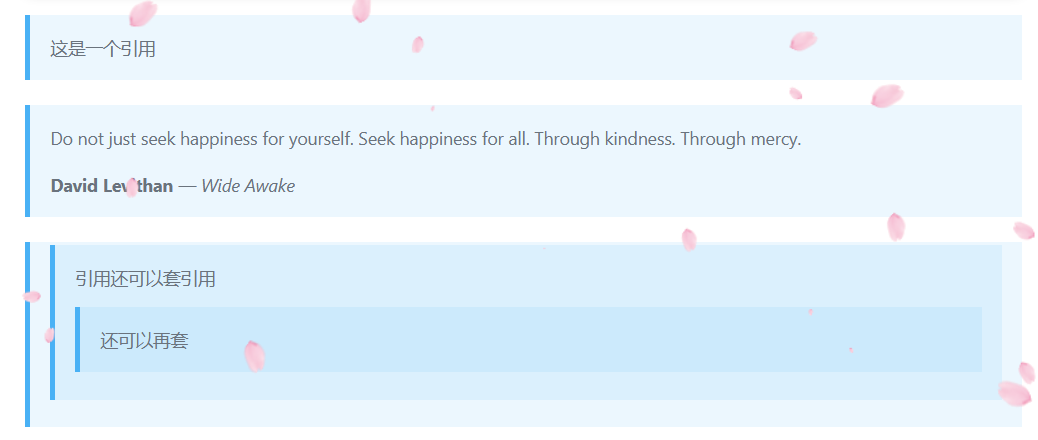 这是一个引用
Do not just seek happiness for yourself. Seek happiness for all. Through kindness. Through mercy.
David Levithan — Wide Awake
引用还可以套引用
还可以再套